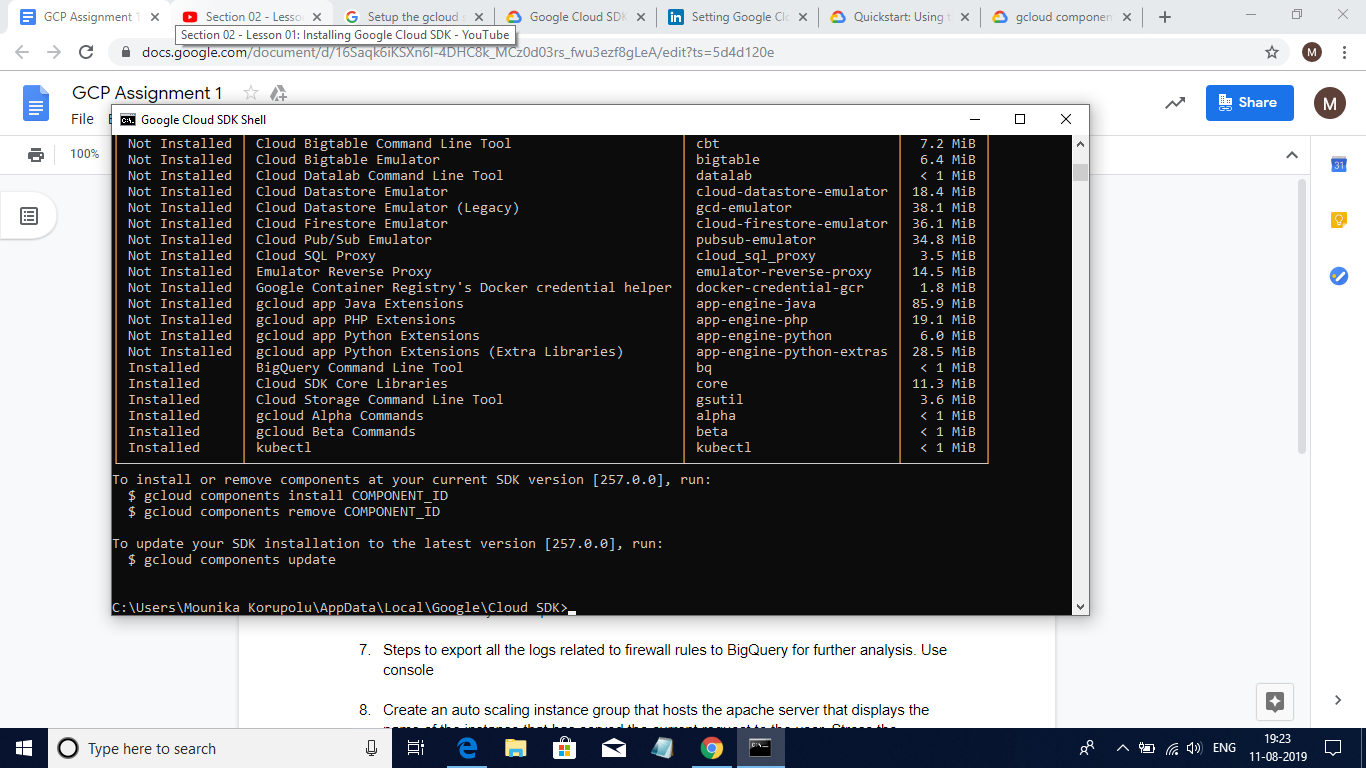 GCP Assignment 1
Section 02 - Lesso
Setup the gcloud s
Google Cloud SDK
Setting Google Clo
Quickstart: Using t
gcloud componen
Section 02 - Lesson 01: Installing Google Cloud SDK - YouTube
docs.google.com/document/d/16Saqk6iKSXn6I-4DHC8k_MCz0d03rs_fwu3ezf8gLeA/edit?ts=5d4d120e
M
GCP Assignment 1
File
Share
M
100%
31
Google Cloud SDK Shell
Not Installed Cloud Bigtable Command Line Tool cbt 7.2 MiB
Not Installed Cloud Bigtable Emulator bigtable 6.4 MiB
Not Installed Cloud Datalab Command Line Tool datalab < 1 MiB
Not Installed Cloud Datastore Emulator cloud-datastore-emulator 18.4 MiB
Not Installed Cloud Datastore Emulator (Legacy) gcd-emulator 38.1 MiB
Not Installed Cloud Firestore Emulator cloud-firestore-emulator 36.1 MiB
Not Installed Cloud Pub/Sub Emulator pubsub-emulator 34.8 MiB
Not Installed Cloud SQL Proxy cloud_sql_proxy 3.5 MiB
Not Installed Emulator Reverse Proxy emulator-reverse-proxy 14.5 MiB
Not Installed Google Container Registry's Docker credential helper docker-credential-gcr 1.8 MiB
Not Installed gcloud app Java Extensions app-engine-java 85.9 MiB
Not Installed gcloud app PHP Extensions app-engine-php 19.1 MiB
Not Installed gcloud app Python Extensions app-engine-python 6.0 MiB
Not Installed gcloud app Python Extensions (Extra Libraries) app-engine-python-extras 28.5 MiB
Installed BigQuery Command Line Tool bq < 1 MiB
Installed Cloud SDK Core Libraries core 11.3 MiB
Installed Cloud Storage Command Line Tool gsutil 3.6 MiB
Installed gcloud Alpha Commands alpha < 1 MiB
Installed gcloud Beta Commands beta < 1 MiB
Installed kubectl kubectl < 1 MiB
To install or remove components at your current SDK version [257.0.0], run:
$ gcloud components install COMPONENT_ID
$ gcloud components remove COMPONENT_ID
To update your SDK installation to the latest version [257.0.0], run:
$ gcloud components update
C:\Users\Mounika Korupolu\AppData\Local\Google\Cloud SDK>
7. Steps to export all the logs related to firewall rules to BigQuery for further analysis. Use
console
8. Create an auto scaling instance group that hosts the apache server that displays the
Type here to search
ENG
19:23
11-08-2019